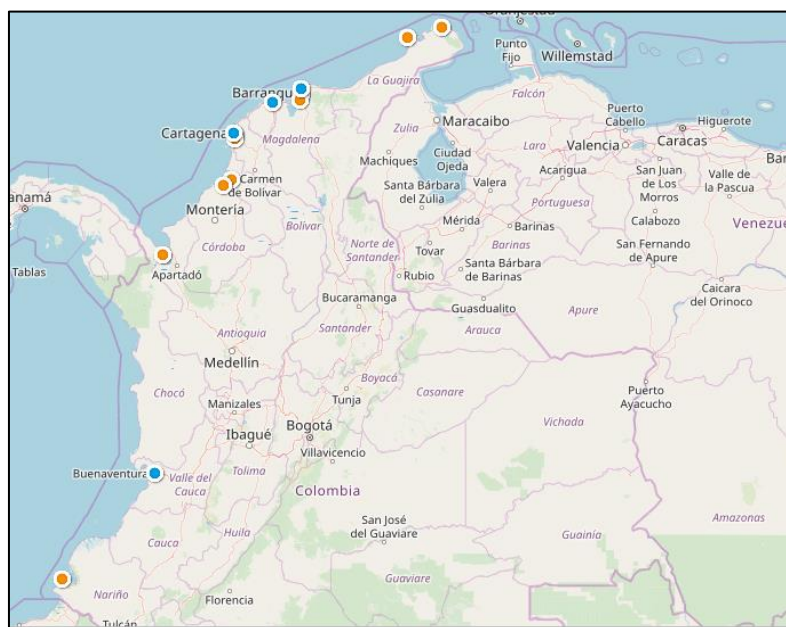 Oranjestad
Punto
Fijo
Willemstad
La Guajira
Barranqu
Falcón
Puerto
Cabello
Higuerote
Maracaibo
Cartagena
Magdalena
Zulia
Lara
Valencia
Caracas
Bar
Ciudad
Ojeda
Machiques
Acarigua
San Juan
de Los
Morros
Valle de
la Pascua
Carmen
de Bolivar
Santa Bárbara
del Zulia
Valera
Portuguesa
anamá
Montería
Calabozo
Mérida
Barinas
Venezue
Córdoba
Bolívar
Norte de
Santander
Tovar
Barinas
San Fernando
de Apure
Tablas
Apartadó
Rubio
Santa Bárbara
de Barinas
Caicara
del Orinoco
Bucaramanga
Guasdualito
Apure
Antioquia
Santander
Arauca
Medellín
Chocó
Boyacá
Casanare
Puerto
Ayacucho
Manizales
Tunja
Ibagué
Bogotá
Vichada
Villavicencio
Buenaventura
Valle del
Cauca
Tolima
Colombia
Amazonas
San José
del Guaviare
Cauca
Huila
Guainía
Guaviare
Nariño
Florencia
Tulcán